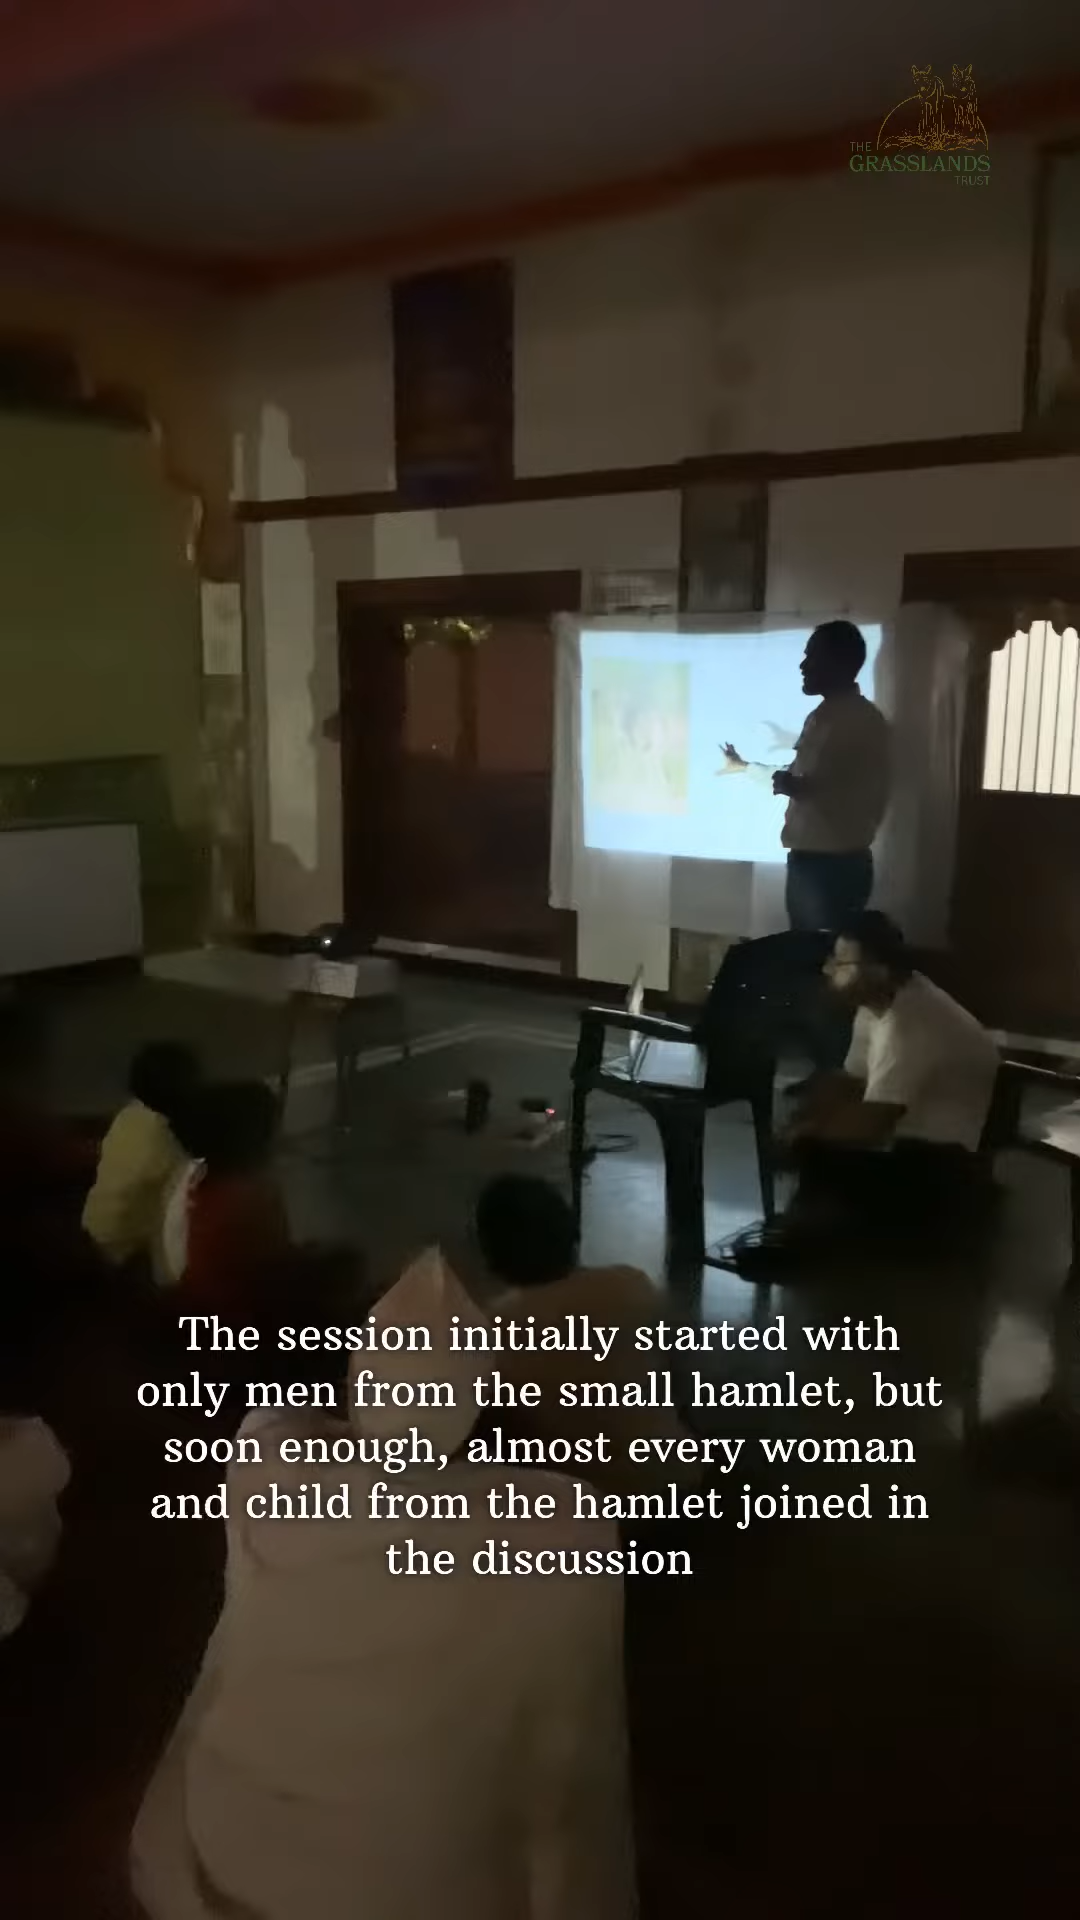 THE
GRASSLANDS
TRUST
The session initially started with
only men from the small hamlet, but
soon enough, almost every woman
and child from the hamlet joined in
the discussion